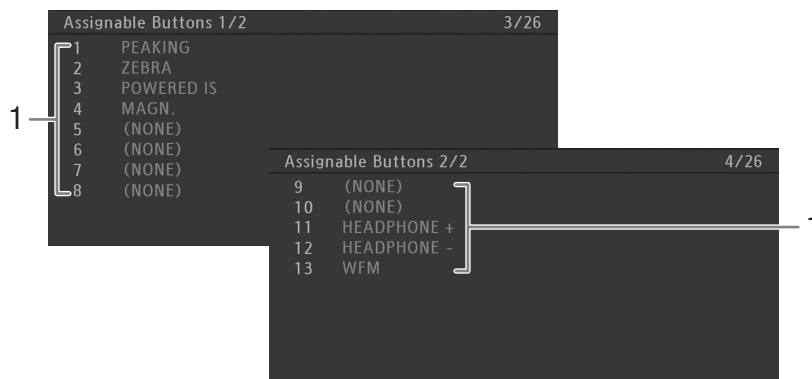 Assignable Buttons 1/2 3/26
1 PEAKING
2 ZEBRA
3 POWERED IS
4 MAGN.
5 (NONE)
6 (NONE)
7 (NONE)
8 (NONE)
1
Assignable Buttons 2/2 4/26
9 (NONE)
10 (NONE)
11 HEADPHONE +
12 HEADPHONE -
13 WFM